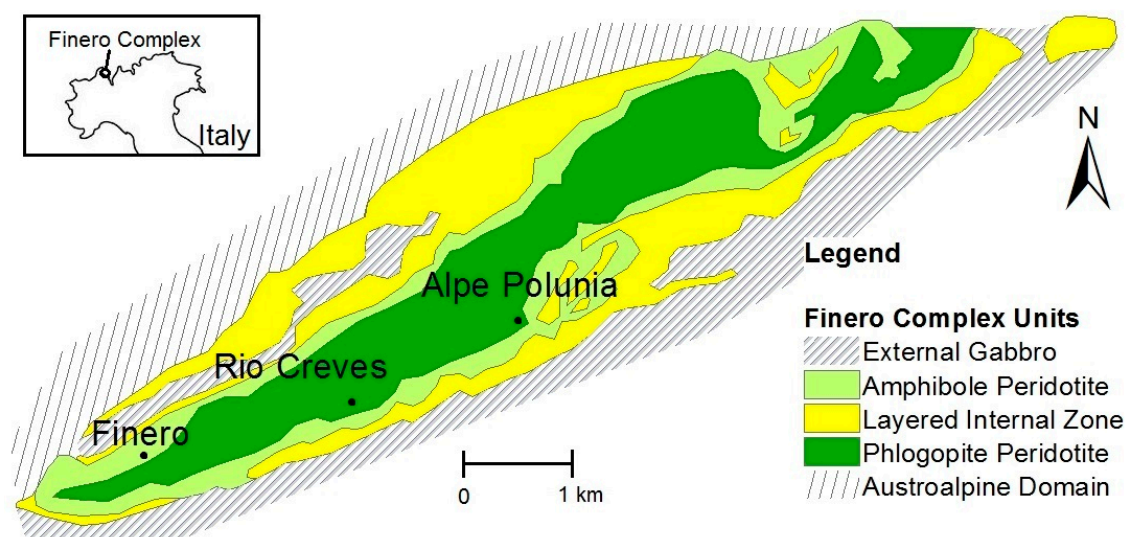 Finero Complex
Italy
N
Alpe Polunia
Rio Creves
Finero
0 1 km
Legend
Finero Complex Units
External Gabbro
Amphibole Peridotite
Layered Internal Zone
Phlogopite Peridotite
Austroalpine Domain